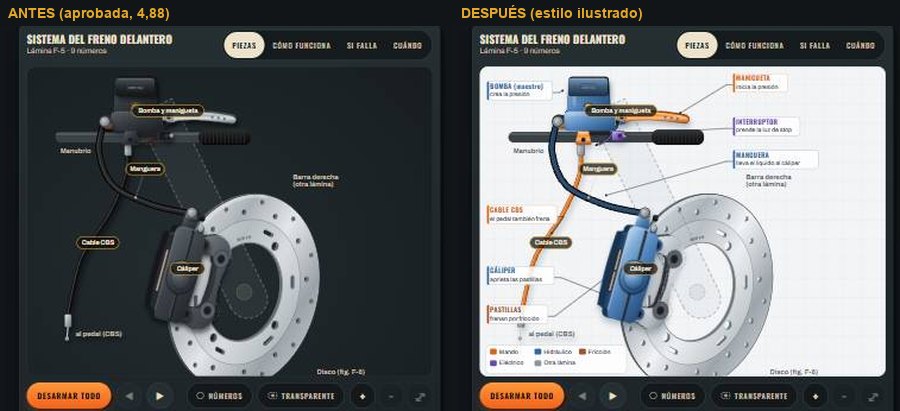 ANTES (aprobada, 4,88)
SISTEMA DEL FRENO DELANTERO
Lámina F-5 · 9 números
PIEZAS
CÓMO FUNCIONA
SI FALLA
CUÁNDO
Bomba y manigueta
Manubrio
Manguera
Barra derecha
(otra lámina)
Cable CBS
Cáliper
al pedal (CBS)
Disco (fig. F-6)
DESARMAR TODO
NÚMEROS
TRANSPARENTE
DESPUÉS (estilo ilustrado)
SISTEMA DEL FRENO DELANTERO
Lámina F-5 · 9 números
PIEZAS
CÓMO FUNCIONA
SI FALLA
CUÁNDO
BOMBA (maestro)
crea la presión
MANIGUETA
inicia la presión
Bomba y manigueta
INTERRUPTOR
prende la luz de stop
Manubrio
MANGUERA
lleva el líquido al cáliper
Manguera
Barra derecha
(otra lámina)
CABLE CBS
el pedal también frena
Cable CBS
CÁLIPER
aprieta las pastillas
Cáliper
PASTILLAS
frenan por fricción
al pedal (CBS)
Mando
Hidráulico
Fricción
Eléctrico
Otra lámina
Disco (fig. F-6)
DESARMAR TODO
NÚMEROS
TRANSPARENTE